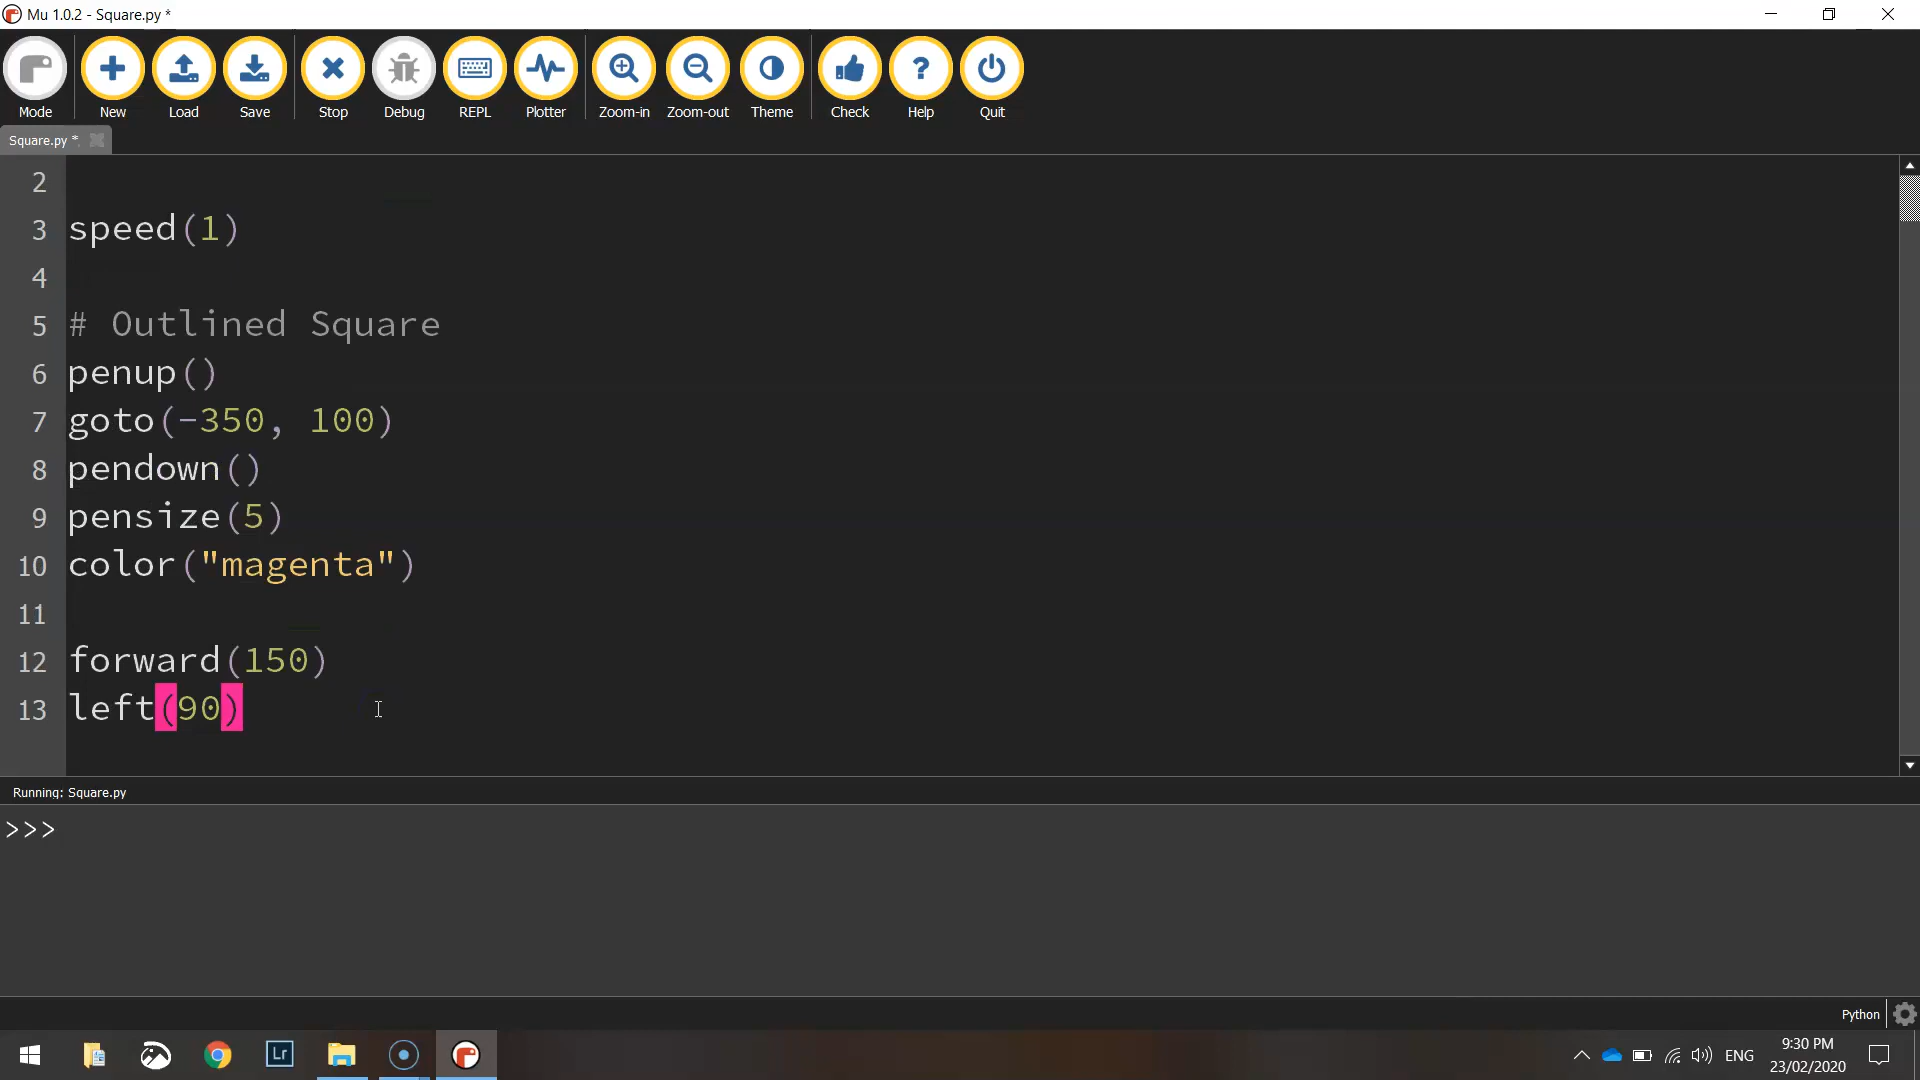 Mu 1.0.2 - Square.py *
Mode New Load Save Stop Debug REPL Plotter Zoom-in Zoom-out Theme Check Help Quit
Square.py *
2
3 speed(1)
4
5 # Outlined Square
6 penup()
7 goto(-350, 100)
8 pendown()
9 pensize(5)
10 color("magenta")
11
12 forward(150)
13 left(90)
Running: Square.py
>>>
Python
Lr
ENG
9:30 PM
23/02/2020